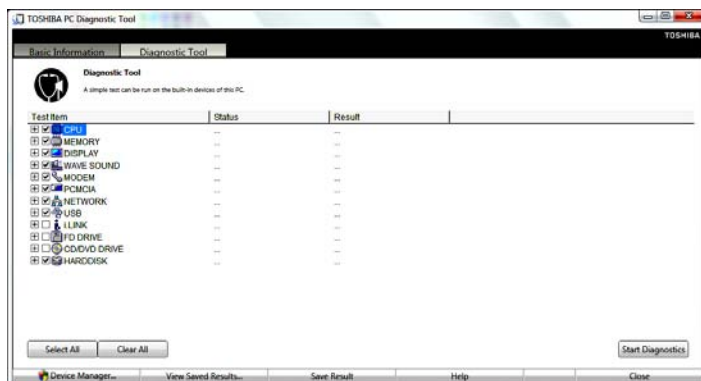 TOSHIBA PC Diagnostic Tool
TOSHIBA
Basic Information Diagnostic Tool
Diagnostic Tool
A simple test can be run on the built-in devices of this PC.
Test Item Status Result
CPU ... ...
MEMORY ... ...
DISPLAY ... ...
WAVE SOUND ... ...
MODEM ... ...
PCMCIA ... ...
NETWORK ... ...
USB ... ...
i.LINK ... ...
FD DRIVE ... ...
CD/DVD DRIVE ... ...
HARDDISK ... ...
Select All Clear All Start Diagnostics
Device Manager... View Saved Results... Save Result Help Close